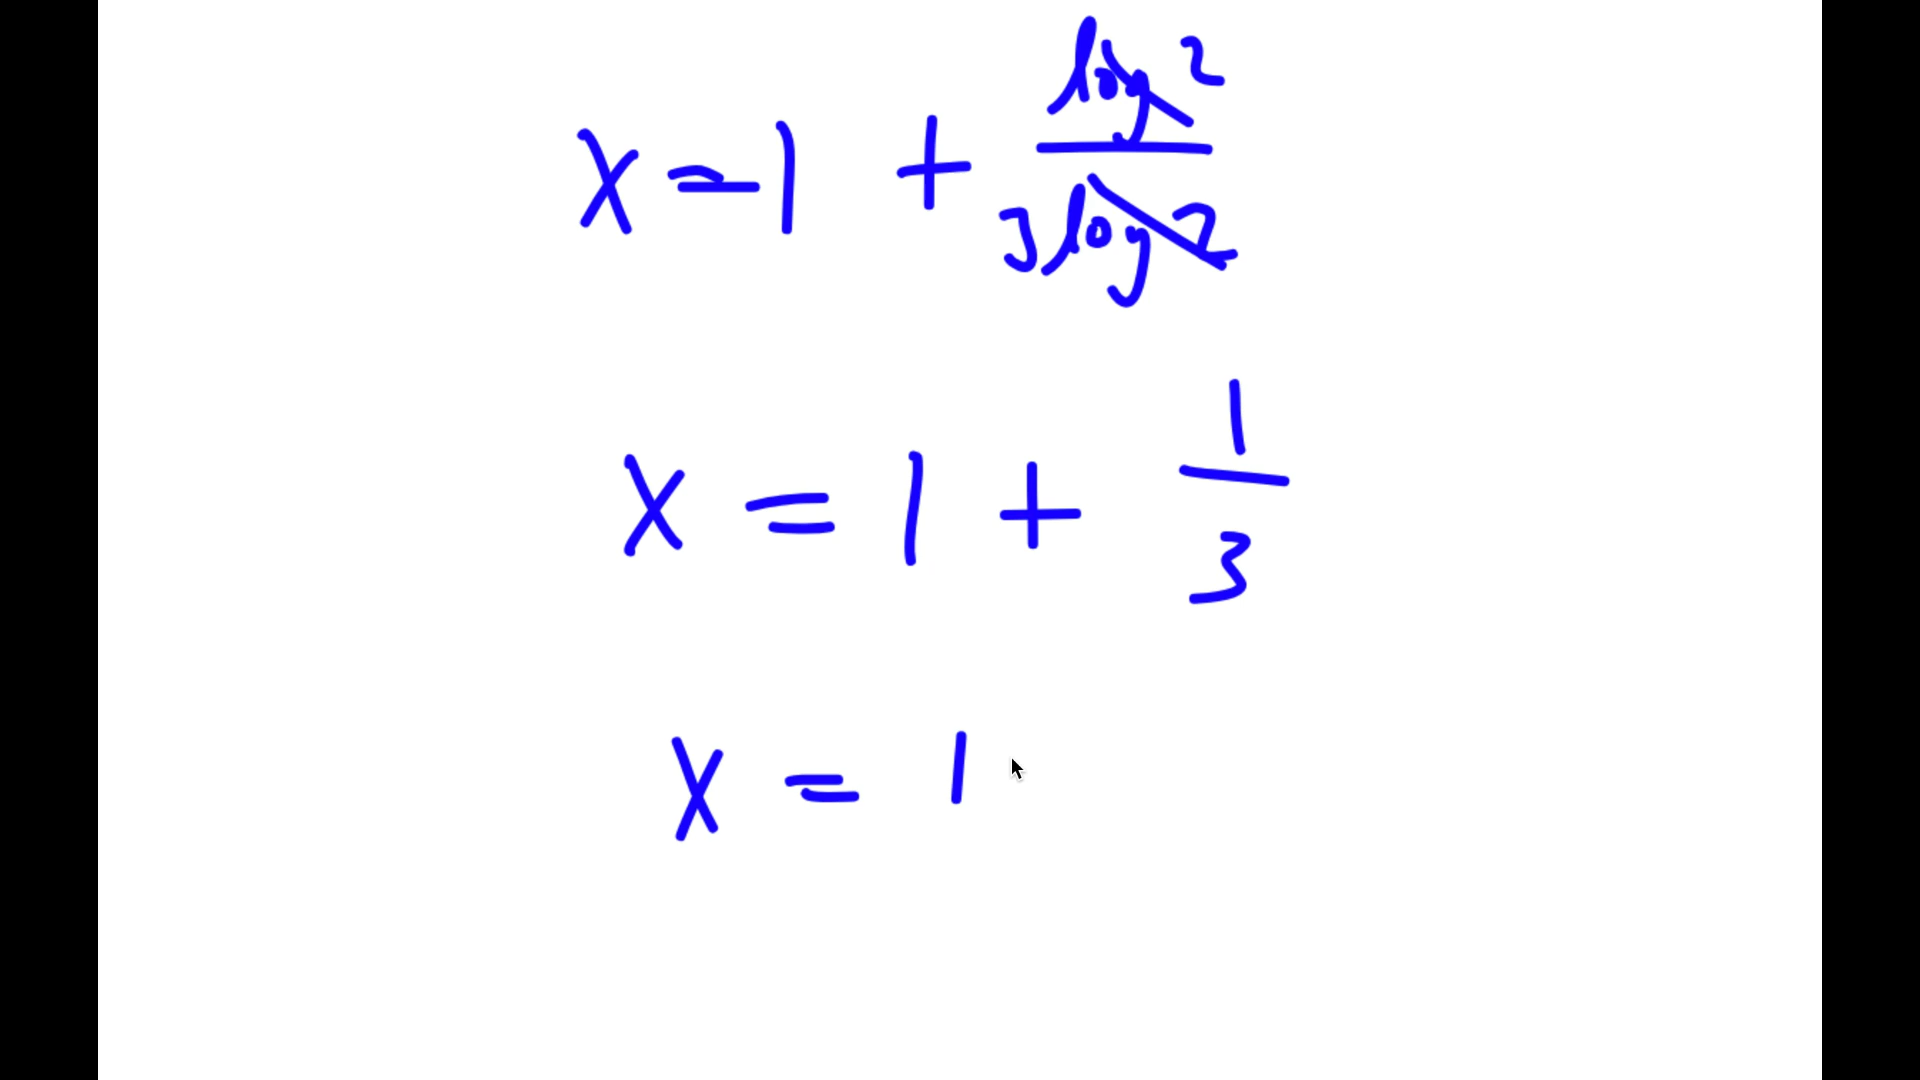 x = 1 + log 2 / 3 log 2
x = 1 + 1/3
x = 1